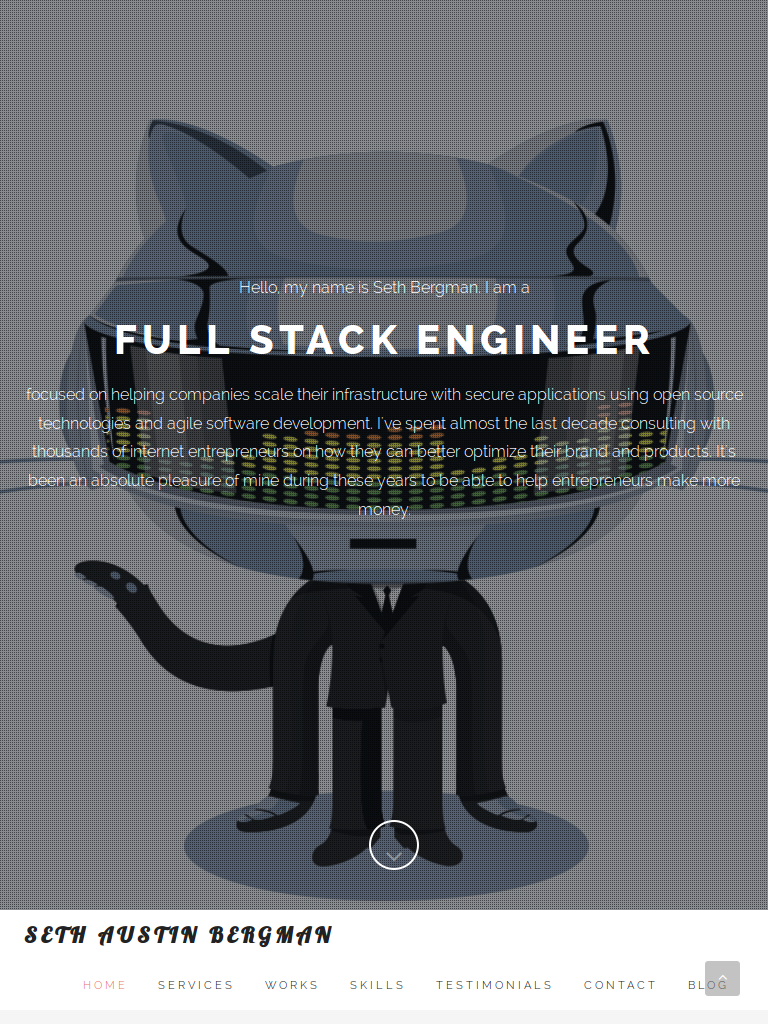 Hello, my name is Seth Bergman. I am a
FULL STACK ENGINEER
focused on helping companies scale their infrastructure with secure applications using open source
technologies and agile software development. I've spent almost the last decade consulting with
thousands of internet entrepreneurs on how they can better optimize their brand and products. It's
been an absolute pleasure of mine during these years to be able to help entrepreneurs make more
money.
SETH AUSTIN BERGMAN
HOME SERVICES WORKS SKILLS TESTIMONIALS CONTACT BLOG